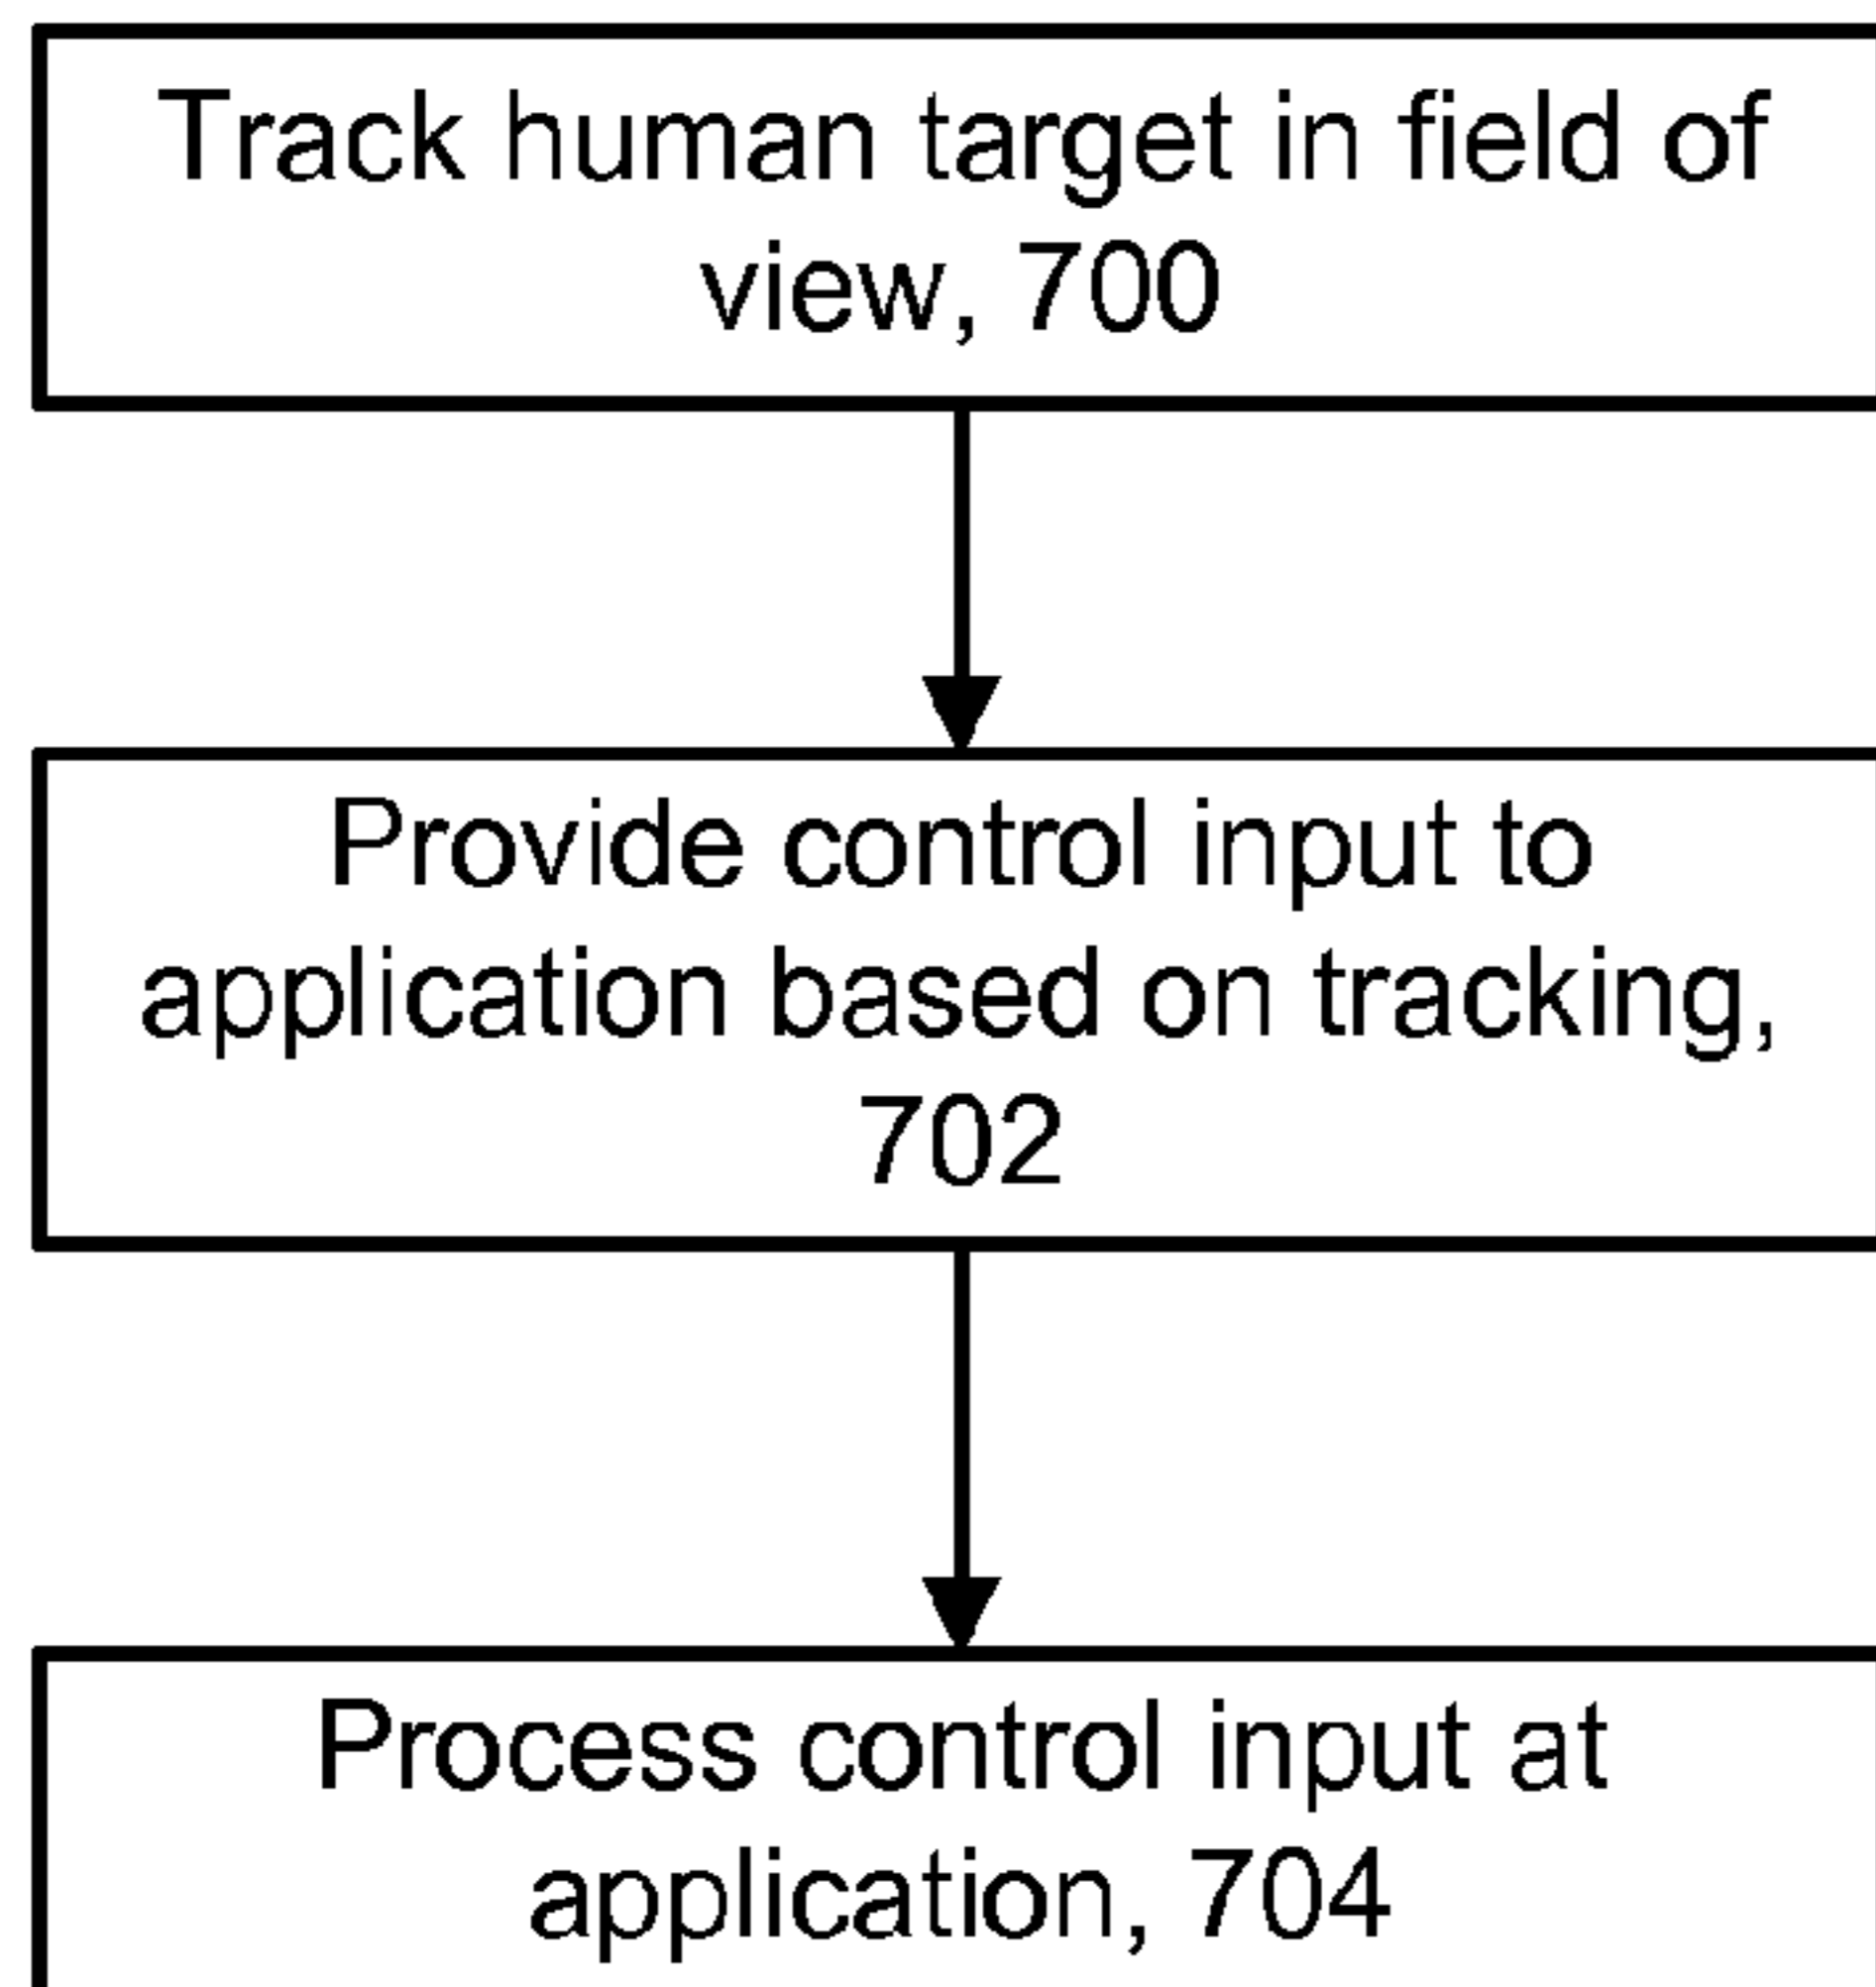 Track human target in field of
view, 700
Provide control input to
application based on tracking,
702
Process control input at
application, 704